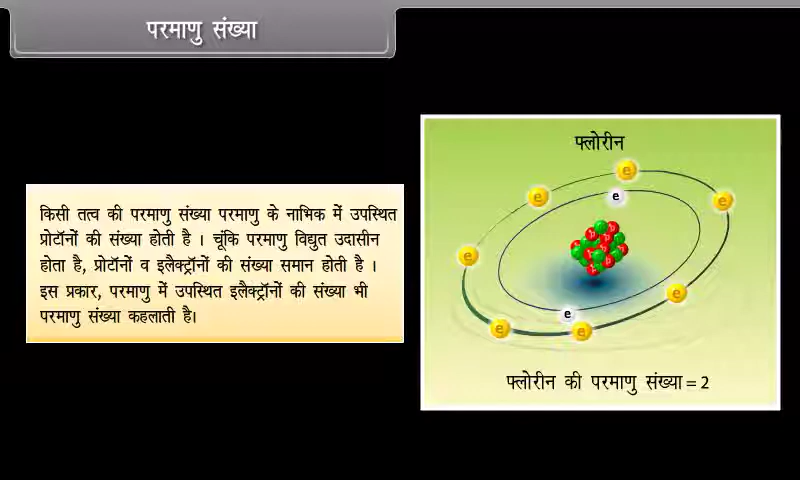 परमाणु संख्या
किसी तत्व की परमाणु संख्या परमाणु के नाभिक में उपस्थित
प्रोटॉनों की संख्या होती है । चूंकि परमाणु विद्युत उदासीन
होता है, प्रोटॉनों व इलैक्ट्रॉनों की संख्या समान होती है ।
इस प्रकार, परमाणु में उपस्थित इलैक्ट्रॉनों की संख्या भी
परमाणु संख्या कहलाती है।
फ्लोरीन
e
e
e
e
e
p
p
p
p
e
e
e
e
फ्लोरीन की परमाणु संख्या = 2